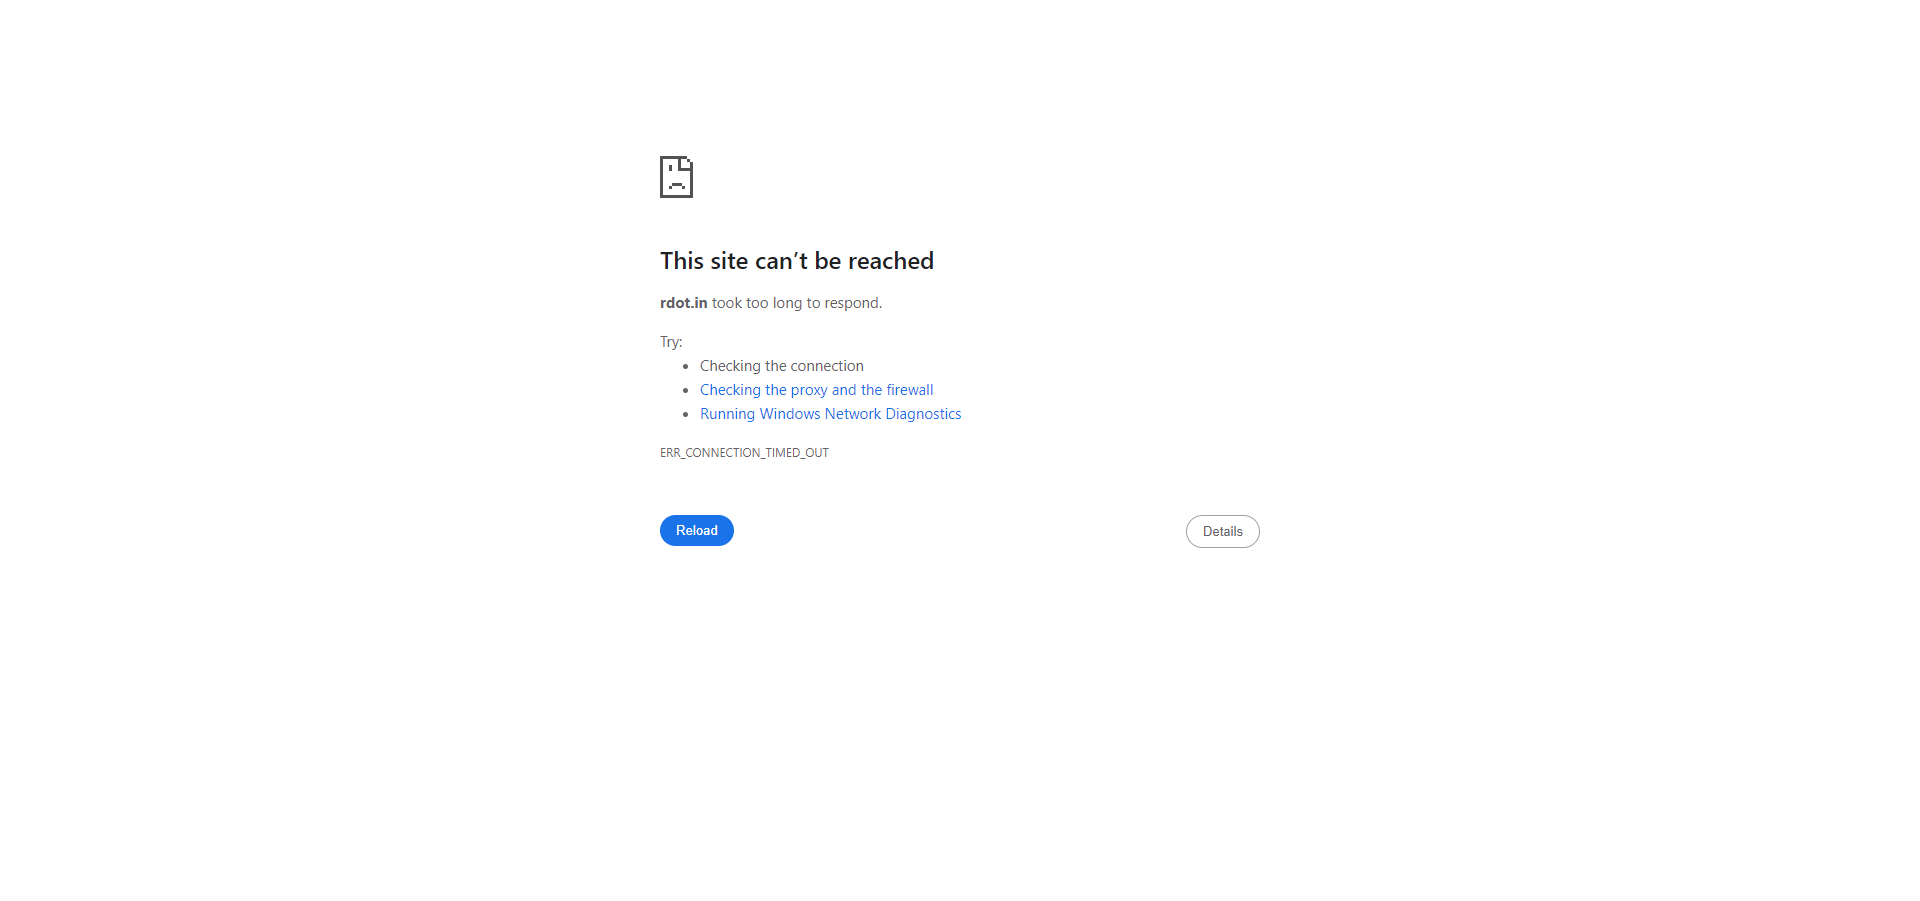 This site can’t be reached
rdot.in took too long to respond.
Try:
Checking the connection
Checking the proxy and the firewall
Running Windows Network Diagnostics
ERR_CONNECTION_TIMED_OUT
Reload
Details